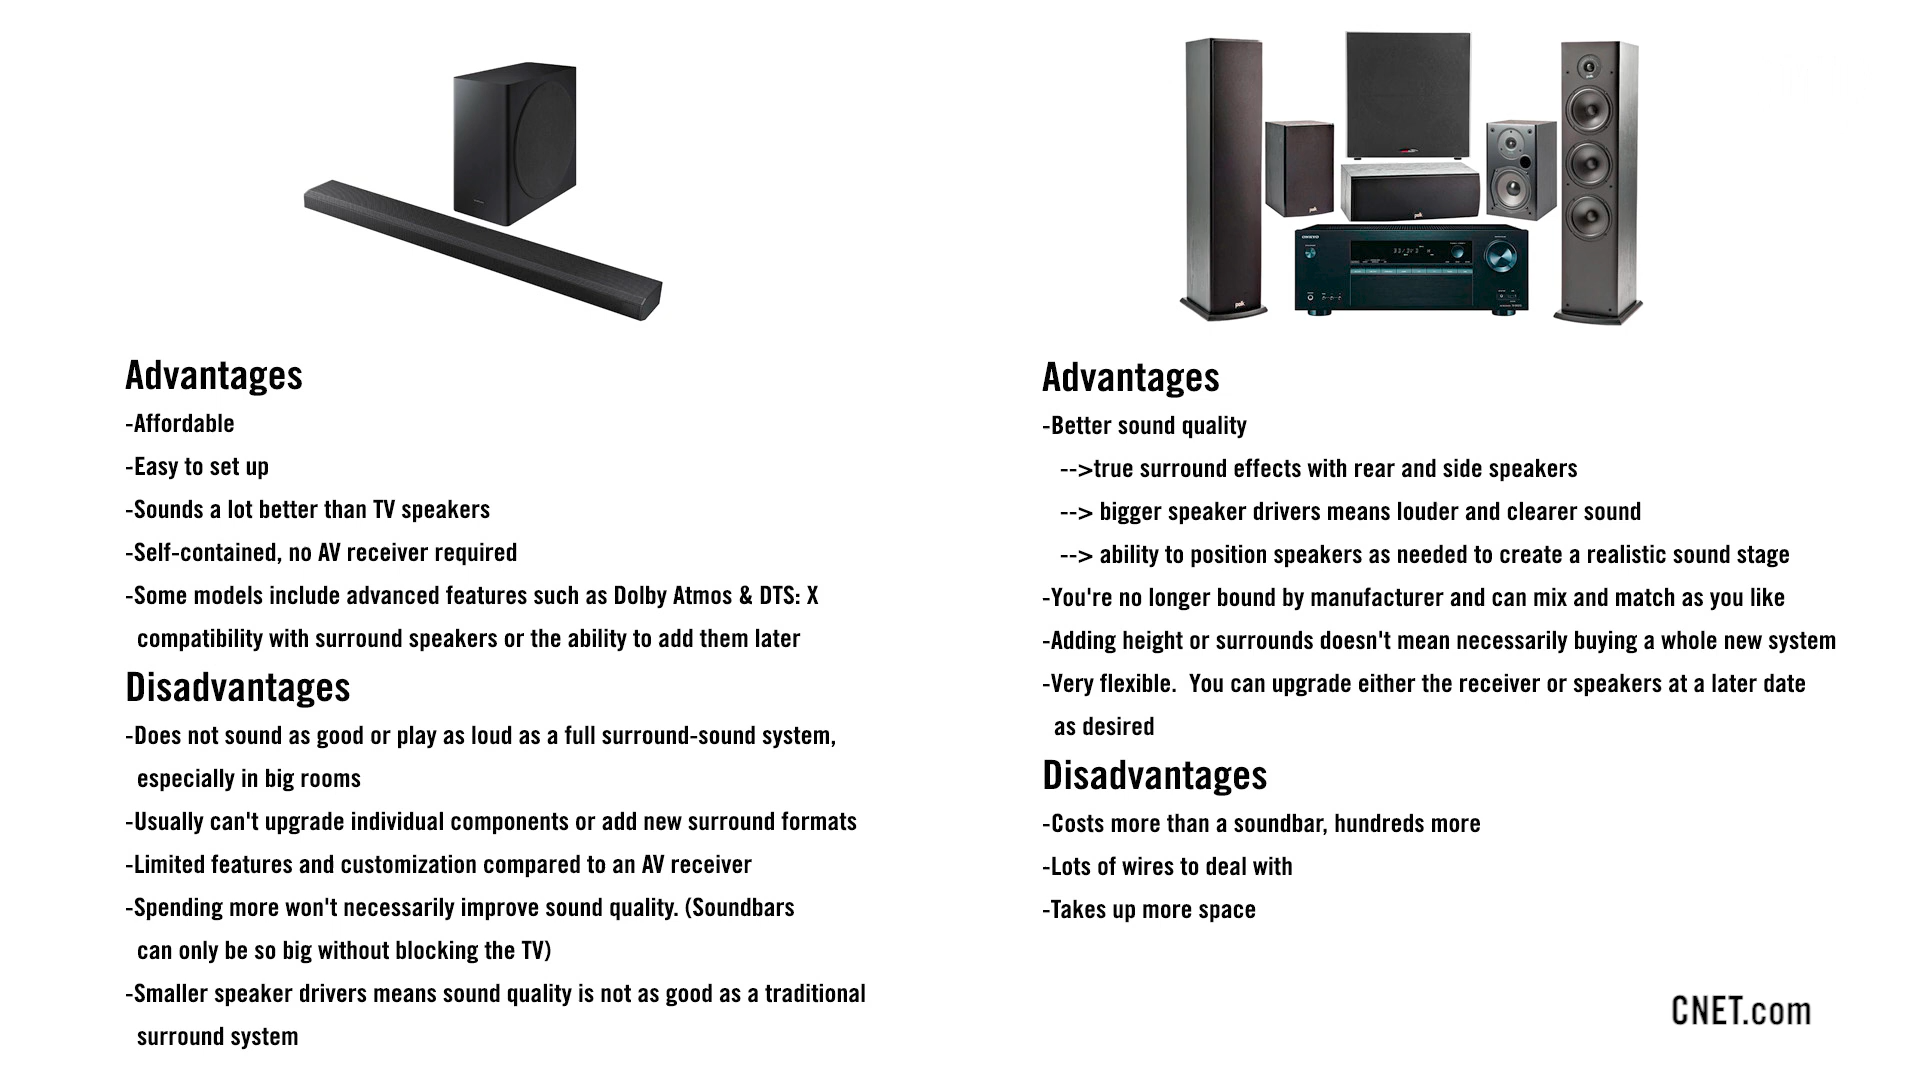 Advantages
-Affordable
-Easy to set up
-Sounds a lot better than TV speakers
-Self-contained, no AV receiver required
-Some models include advanced features such as Dolby Atmos & DTS: X
compatibility with surround speakers or the ability to add them later
Disadvantages
-Does not sound as good or play as loud as a full surround-sound system,
especially in big rooms
-Usually can't upgrade individual components or add new surround formats
-Limited features and customization compared to an AV receiver
-Spending more won't necessarily improve sound quality. (Soundbars
can only be so big without blocking the TV)
-Smaller speaker drivers means sound quality is not as good as a traditional
surround system
polk
polk
polk
ONKYO
polk
Advantages
-Better sound quality
-->true surround effects with rear and side speakers
--> bigger speaker drivers means louder and clearer sound
--> ability to position speakers as needed to create a realistic sound stage
-You're no longer bound by manufacturer and can mix and match as you like
-Adding height or surrounds doesn't mean necessarily buying a whole new system
-Very flexible.  You can upgrade either the receiver or speakers at a later date
as desired
Disadvantages
-Costs more than a soundbar, hundreds more
-Lots of wires to deal with
-Takes up more space
CNET.com